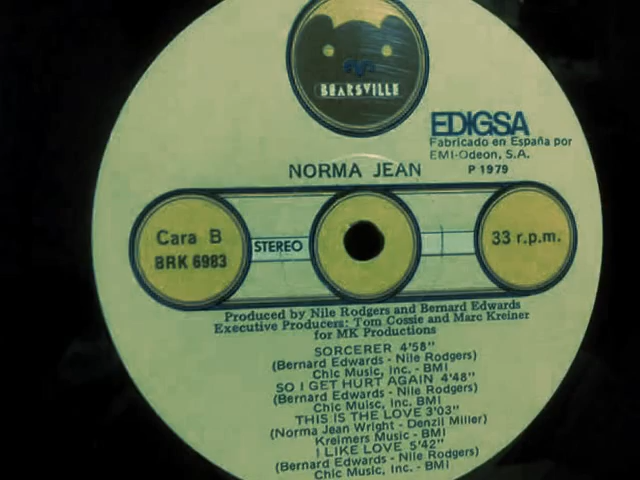 BEARSVILLE
EDIGSA
Fabricado en España por
EMI-Odeon, S.A.
NORMA JEAN
P 1979
Cara B
BRK 6983
STEREO
33 r.p.m.
Produced by Nile Rodgers and Bernard Edwards
Executive Producers: Tom Cossie and Marc Kreiner
for MK Productions
SORCERER 4'58"
(Bernard Edwards - Nile Rodgers)
Chic Music, Inc. - BMI
SO I GET HURT AGAIN 4'48"
(Bernard Edwards - Nile Rodgers)
Chic Muisc, Inc. BMI
THIS IS THE LOVE 3'03"
(Norma Jean Wright - Denzil Miller)
Kreimers Music - BMI
I LIKE LOVE 5'42"
(Bernard Edwards - Nile Rodgers)
Chic Music, Inc. - BMI